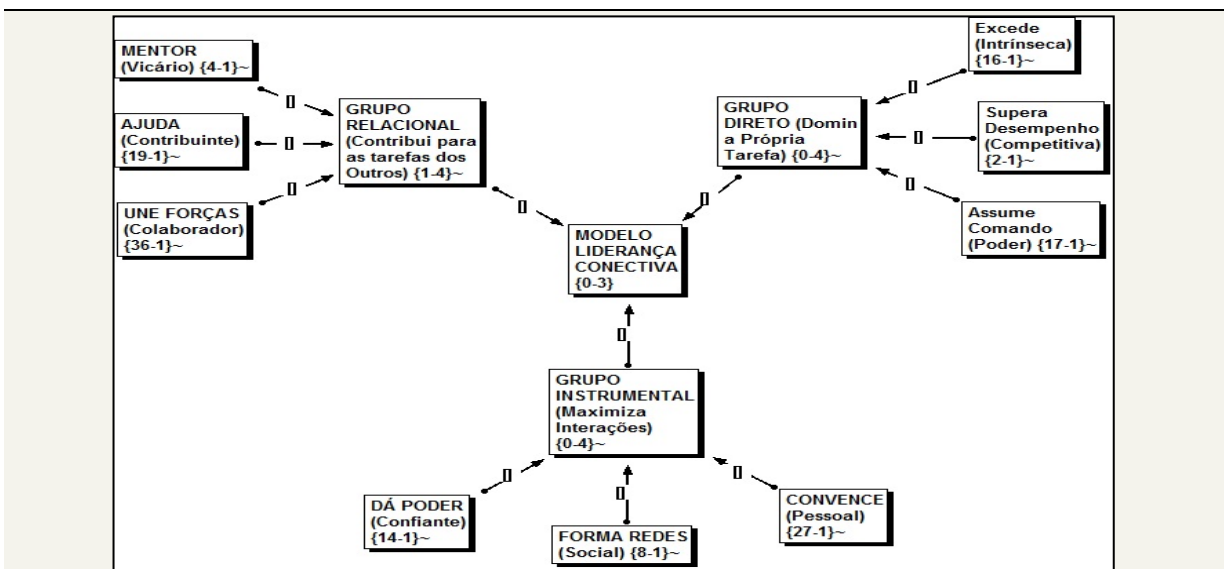 MENTOR
(Vicário) {4-1}~
AJUDA
(Contribuinte)
{19-1}~
UNE FORÇAS
(Colaborador)
{36-1}~
GRUPO
RELACIONAL
(Contribui para
as tarefas dos
Outros) {1-4}~
GRUPO
DIRETO (Domin
a Própria
Tarefa) {0-4}~
Excede
(Intrínseca)
{16-1}~
Supera
Desempenho
(Competitiva)
{2-1}~
Assume
Comando
(Poder) {17-1}~
MODELO
LIDERANÇA
CONECTIVA
{0-3}
GRUPO
INSTRUMENTAL
(Maximiza
Interações)
{0-4}~
DÁ PODER
(Confiante)
{14-1}~
FORMA REDES
(Social) {8-1}~
CONVENCE
(Pessoal)
{27-1}~